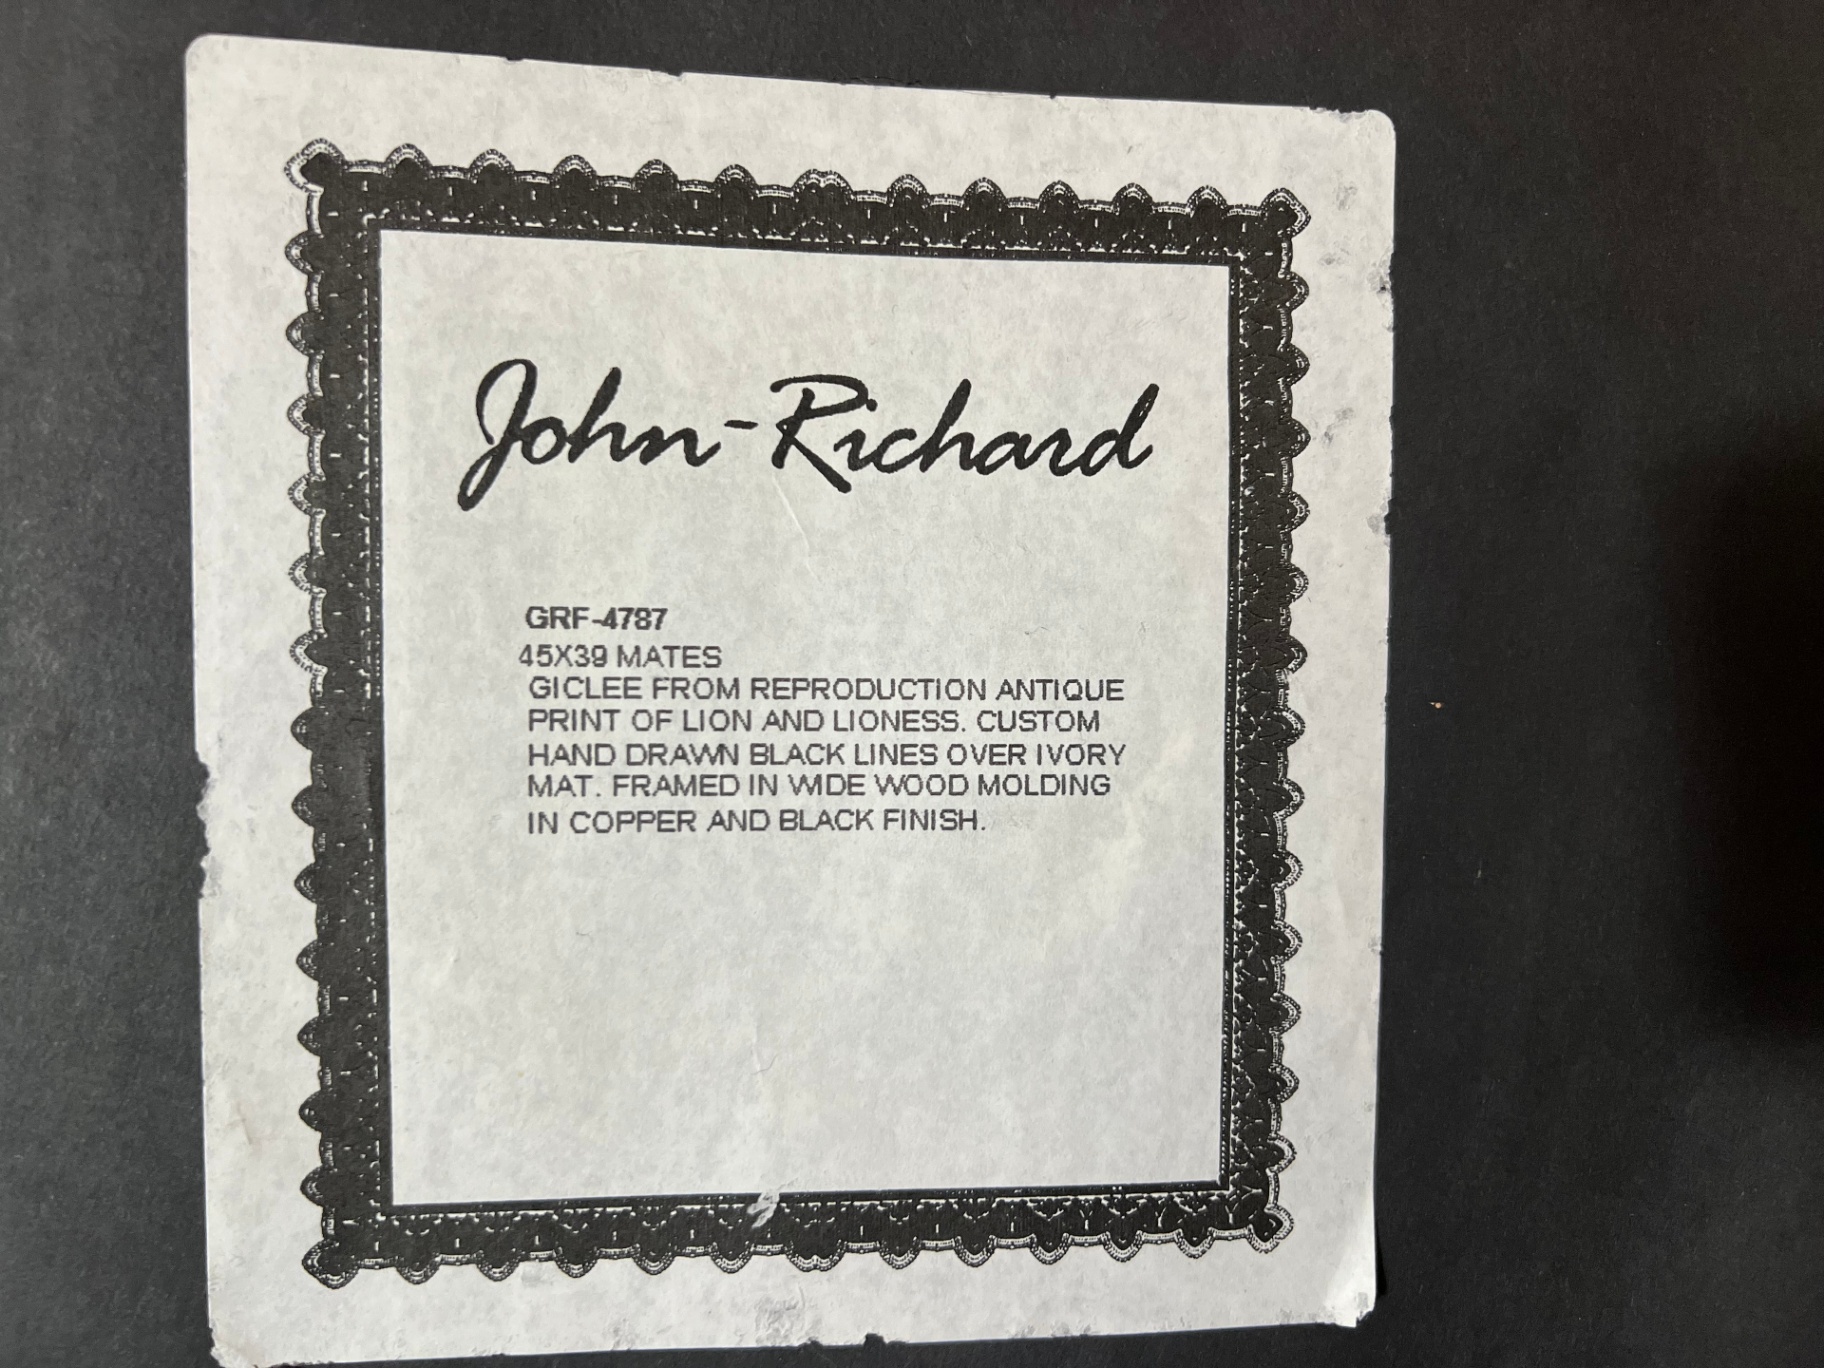 John-Richard
GRF-4787
45X39 MATES
GICLEE FROM REPRODUCTION ANTIQUE
PRINT OF LION AND LIONESS. CUSTOM
HAND DRAWN BLACK LINES OVER IVORY
MAT. FRAMED IN WIDE WOOD MOLDING
IN COPPER AND BLACK FINISH.